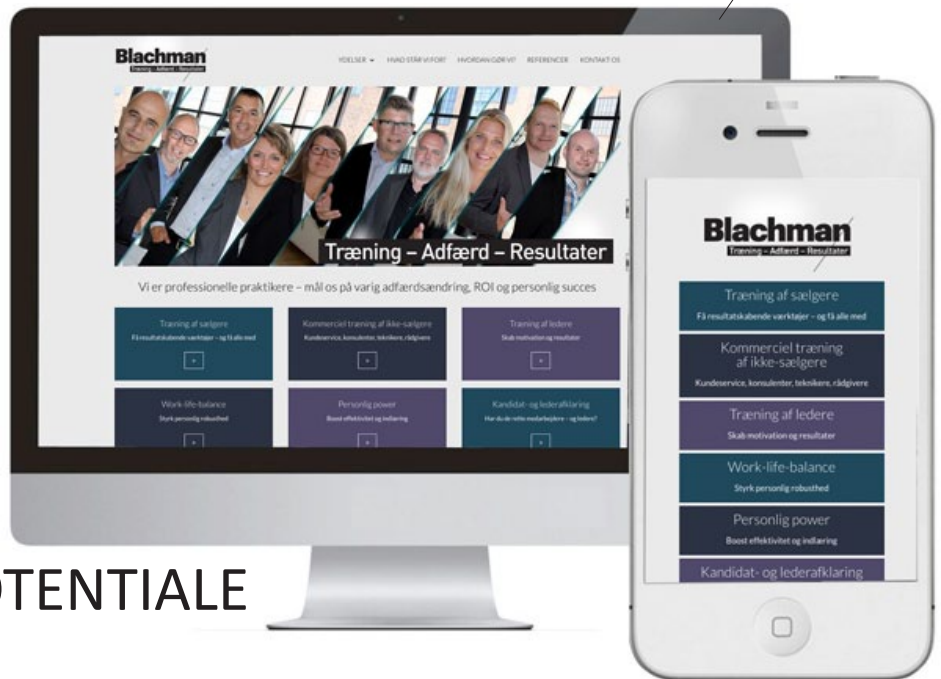 Blachman
Træning - Adfærd - Resultater
YDELSER
HVAD STÅR VI FOR?
HVORDAN GØR VI?
REFERENCER
KONTAKT OS
Træning – Adfærd – Resultater
Vi er professionelle praktikere – mål os på varig adfærdsændring, ROI og personlig succes
Træning af sælgere
Få resultatskabende værktøjer – og få alle med
Kommerciel træning af ikke-sælgere
Kundeservice, konsulenter, teknikere, rådgivere
Træning af ledere
Skab motivation og resultater
Work-life-balance
Styrk personlig robusthed
Personlig power
Boost effektivitet og indlæring
Kandidat- og lederafklaring
Har du de rette medarbejdere – og ledere?
Blachman
Træning - Adfærd - Resultater
Træning af sælgere
Få resultatskabende værktøjer – og få alle med
Kommerciel træning
af ikke-sælgere
Kundeservice, konsulenter, teknikere, rådgivere
Træning af ledere
Skab motivation og resultater
Work-life-balance
Styrk personlig robusthed
Personlig power
Boost effektivitet og indlæring
Kandidat- og lederafklaring
TENTIALE